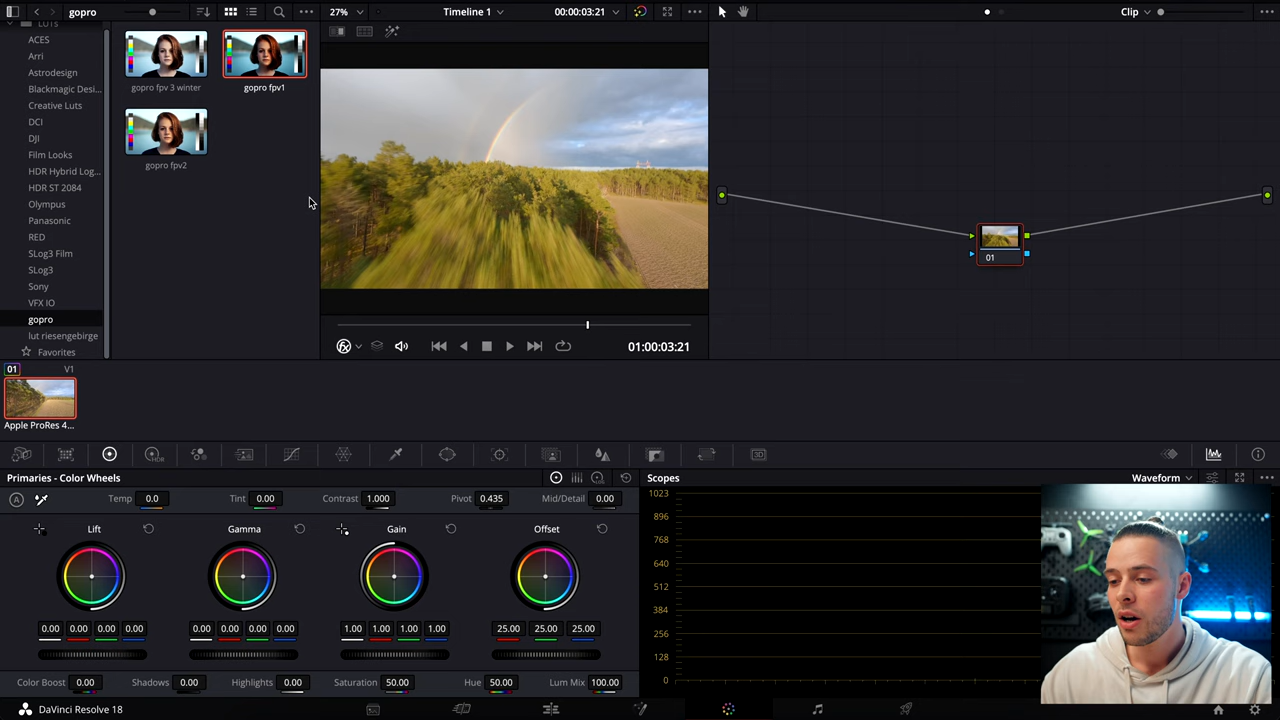 gopro
27%
Timeline 1
00:00:03:21
Clip
LUTs
ACES
Arri
Astrodesign
Blackmagic Desi...
Creative Luts
DCI
DJI
Film Looks
HDR Hybrid Log...
HDR ST 2084
Olympus
Panasonic
RED
SLog3 Film
SLog3
Sony
VFX IO
gopro
lut riesengebirge
Favorites
gopro fpv 3 winter
gopro fpv1
gopro fpv2
01
01:00:03:21
01 V1
Apple ProRes 4...
3D
Primaries - Color Wheels
A Temp 0.0 Tint 0.00 Contrast 1.000 Pivot 0.435 Mid/Detail 0.00
Lift Gamma Gain Offset
0.00 0.00 0.00 0.00 0.00 0.00 0.00 0.00 1.00 1.00 1.00 1.00 25.00 25.00 25.00
Color Boost 0.00 Shadows 0.00 Highlights 0.00 Saturation 50.00 Hue 50.00 Lum Mix 100.00
Scopes
Waveform
1023
896
768
640
512
384
256
128
0
DaVinci Resolve 18